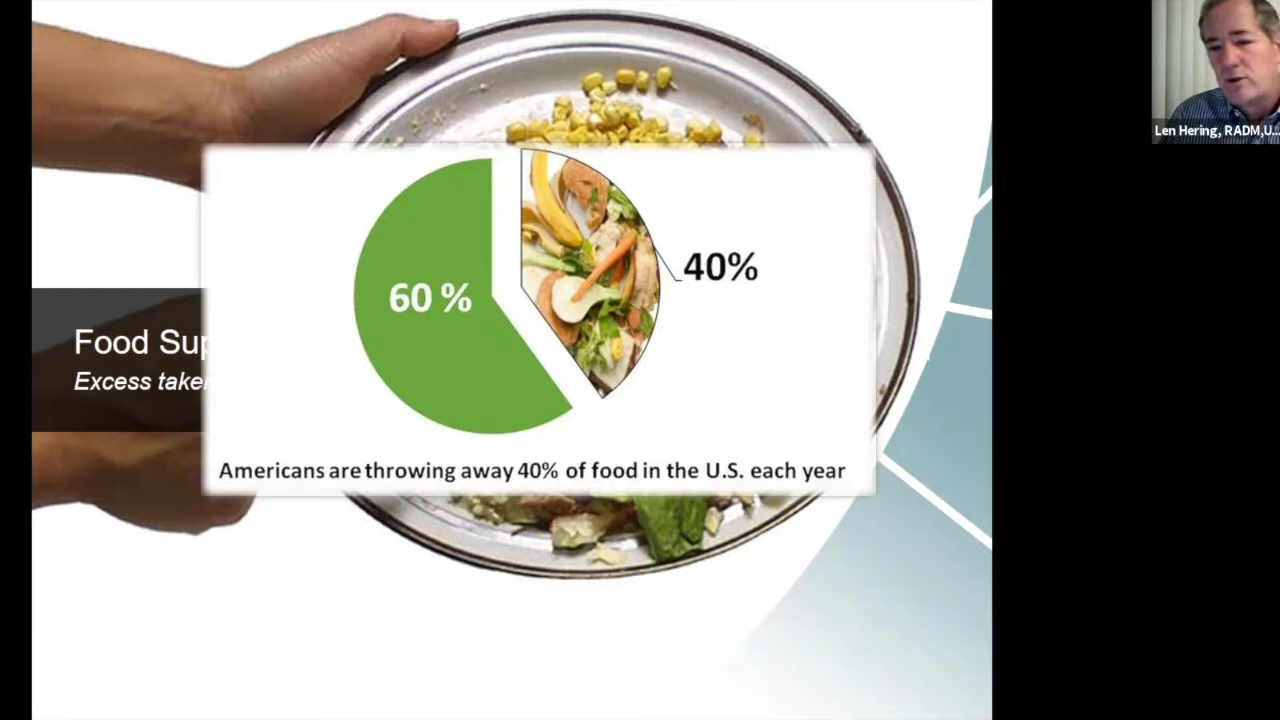 Len Hering, RADM,U...
60 %
40%
Food Sup
Excess taken
Americans are throwing away 40% of food in the U.S. each year